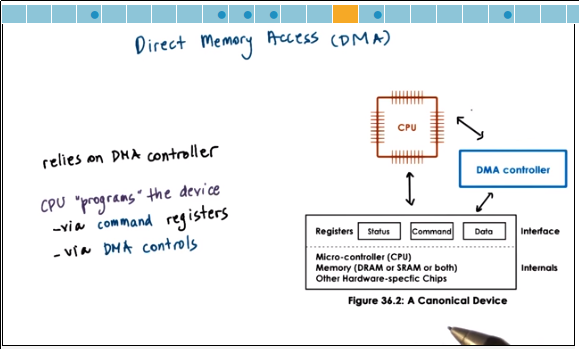 Direct Memory Access (DMA)
relies on DMA controller
CPU "programs" the device
- via command registers
- via DMA controls
CPU
DMA controller
Registers Status Command Data Interface
Micro-controller (CPU)
Memory (DRAM or SRAM or both) Internals
Other Hardware-specfic Chips
Figure 36.2: A Canonical Device